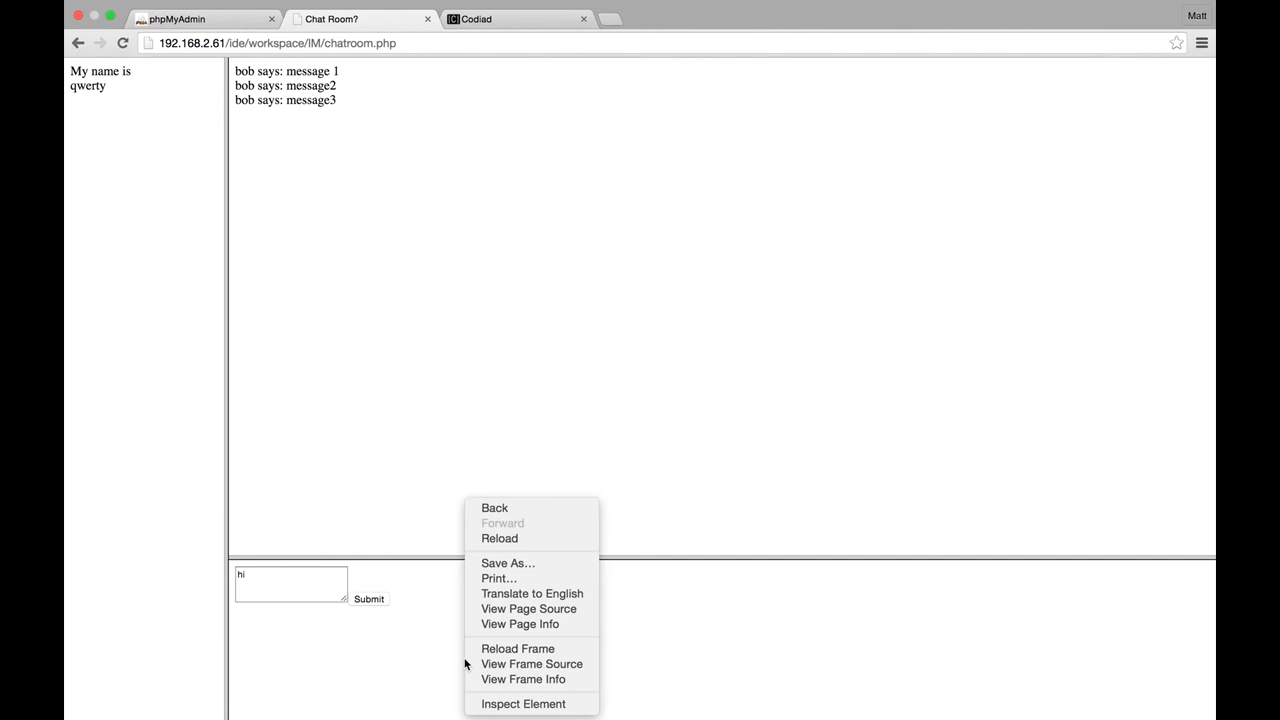 phpMyAdmin
Chat Room?
[C] Codiad
Matt
192.168.2.61/ide/workspace/IM/chatroom.php
My name is
qwerty
bob says: message 1
bob says: message2
bob says: message3
hi
Submit
Back
Forward
Reload
Save As...
Print...
Translate to English
View Page Source
View Page Info
Reload Frame
View Frame Source
View Frame Info
Inspect Element